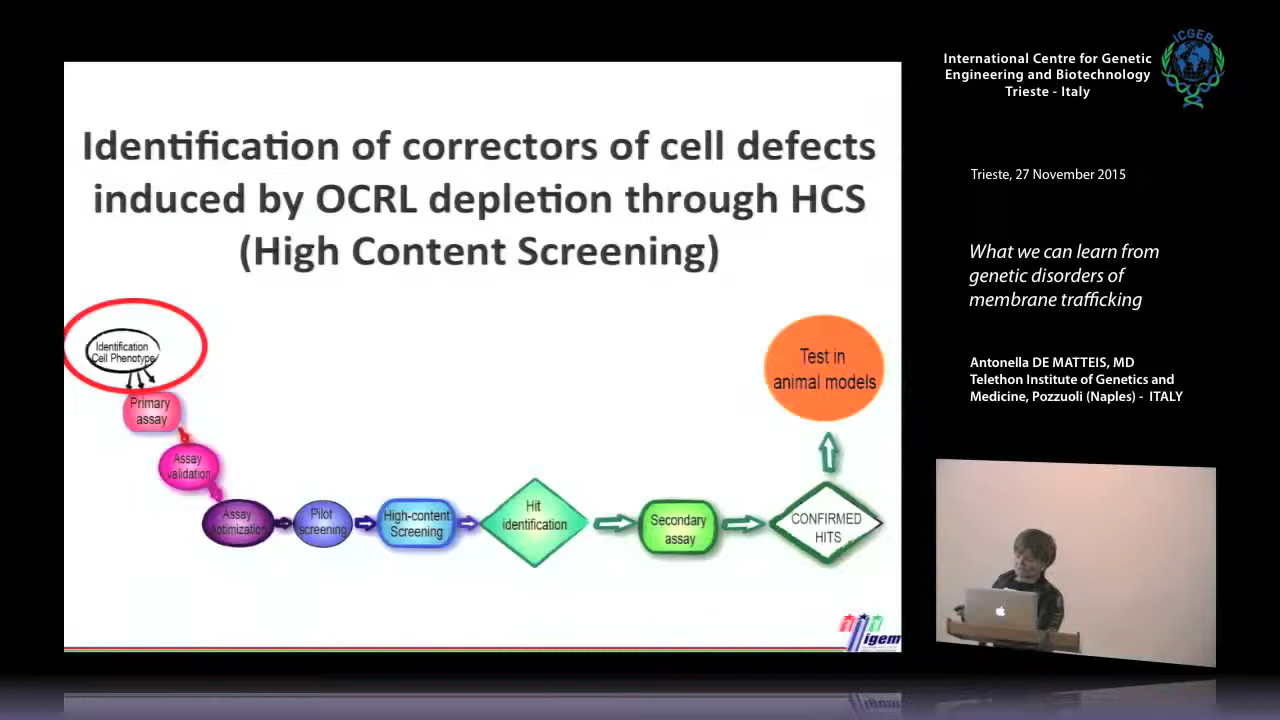 Identification of correctors of cell defects
induced by OCRL depletion through HCS
(High Content Screening)
Identification
Cell Phenotype
Primary
assay
Assay
validation
Assay
Optimization
Pilot
screening
High-content
Screening
Hit
identification
Secondary
assay
CONFIRMED
HITS
Test in
animal models
igem
ICGEB
International Centre for Genetic
Engineering and Biotechnology
Trieste - Italy
Trieste, 27 November 2015
What we can learn from
genetic disorders of
membrane trafficking
Antonella DE MATTEIS, MD
Telethon Institute of Genetics and
Medicine, Pozzuoli (Naples) - ITALY